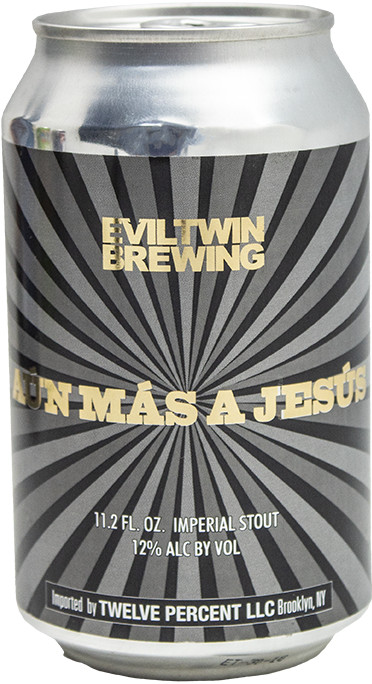 EVILTWIN
BREWING
AÚN MÁS A JESÚS
11.2 FL. OZ. IMPERIAL STOUT
12% ALC BY VOL
Imported by TWELVE PERCENT LLC Brooklyn, NY